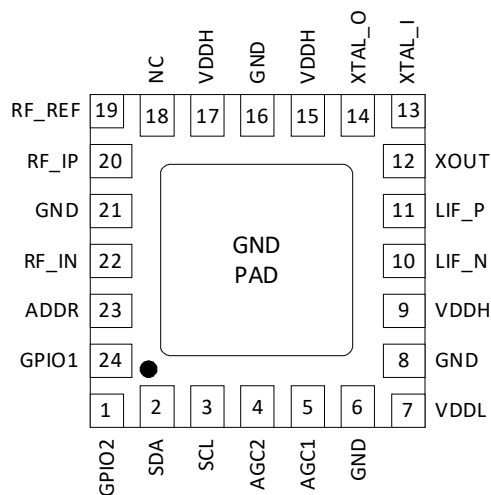 NC
VDDH
GND
VDDH
XTAL_O
XTAL_I
RF_REF 19 18 17 16 15 14 13
RF_IP 20 12 XOUT
GND 21 11 LIF_P
RF_IN 22 10 LIF_N
ADDR 23 9 VDDH
GPIO1 24 8 GND
GND
PAD
1 2 3 4 5 6 7 VDDL
GPIO2
SDA
SCL
AGC2
AGC1
GND